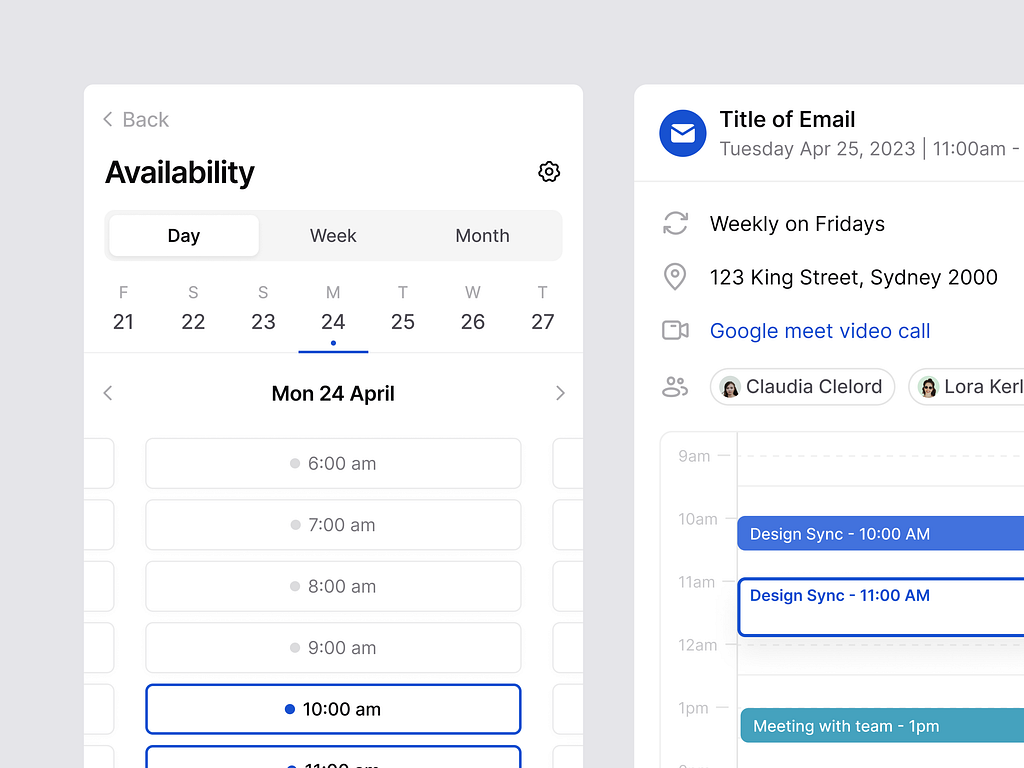 Back
Availability
Day Week Month
F S S M T W T
21 22 23 24 25 26 27
Mon 24 April
6:00 am
7:00 am
8:00 am
9:00 am
10:00 am
11:00 am
Title of Email
Tuesday Apr 25, 2023 | 11:00am -
Weekly on Fridays
123 King Street, Sydney 2000
Google meet video call
Claudia Clelord Lora Kerl
9am
10am
Design Sync - 10:00 AM
11am
Design Sync - 11:00 AM
12am
1pm
Meeting with team - 1pm